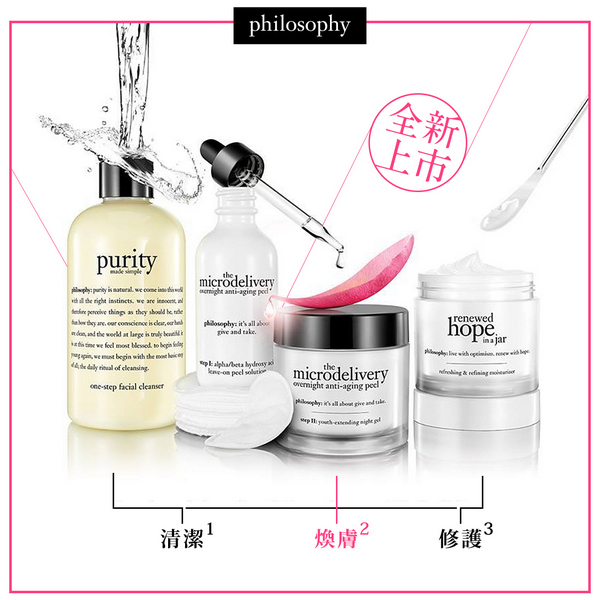 philosophy
全新
上市
purity
made simple
philosophy: purity is natural. we come into this world
with all the right instincts. we are innocent, and
therefore perceive things as they should be, rather
than how they are. our conscience is clear, our hands
are clean, and the world at large is truly beautiful. it
is at this time we feel most blessed. to begin feeling
young again, we must begin with the most basic step
of all, the daily ritual of cleansing.
one-step facial cleanser
the
microdelivery
overnight anti-aging peel
philosophy: it's all about
give and take.
step I: alpha/beta hydroxy acid
leave-on peel solution
the
microdelivery
overnight anti-aging peel
philosophy: it's all about give and take.
step II: youth-extending night gel
renewed
hope
in a jar
philosophy: live with optimism. renew with hope.
refreshing & refining moisturizer
清潔1
煥膚2
修護3